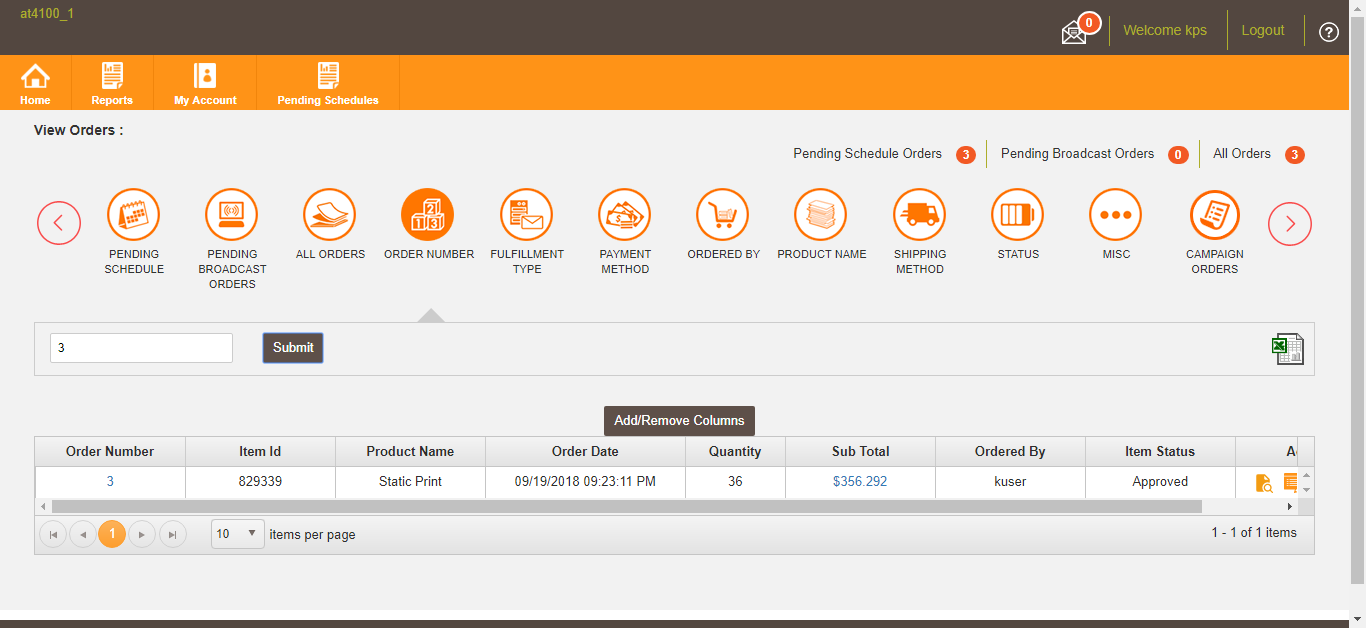 at4100_1
0
Welcome kps
Logout
?
Home
Reports
My Account
Pending Schedules
View Orders :
Pending Schedule Orders 3
Pending Broadcast Orders 0
All Orders 3
PENDING
SCHEDULE
PENDING
BROADCAST
ORDERS
ALL ORDERS
2
1 3
ORDER NUMBER
FULFILLMENT
TYPE
$
PAYMENT
METHOD
ORDERED BY
PRODUCT NAME
SHIPPING
METHOD
STATUS
MISC
CAMPAIGN
ORDERS
3
Submit
X
Add/Remove Columns
Order Number Item Id Product Name Order Date Quantity Sub Total Ordered By Item Status
3 829339 Static Print 09/19/2018 09:23:11 PM 36 $356.292 kuser Approved
1
10
items per page
1 - 1 of 1 items